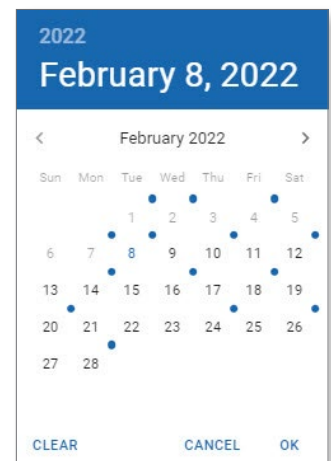 2022
February 8, 2022
February 2022
Sun Mon Tue Wed Thu Fri Sat
1 2 3 4 5
6 7 8 9 10 11 12
13 14 15 16 17 18 19
20 21 22 23 24 25 26
27 28
CLEAR CANCEL OK